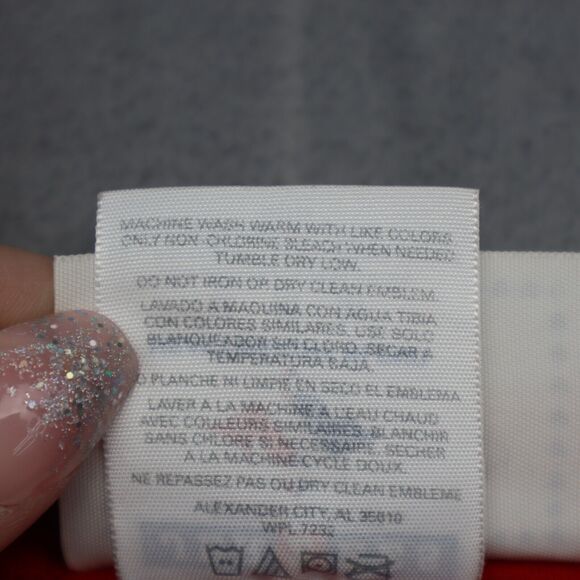 MACHINE WASH WARM WITH LIKE COLORS
ONLY NON-CHLORINE BLEACH WHEN NEEDED
TUMBLE DRY LOW.
DO NOT IRON OR DRY CLEAN EMBLEM.
LAVADO A MAQUINA CON AGUA TIBIA
CON COLORES SIMILARES. USE SOLO
BLANQUEADOR SIN CLORO. SECAR A
TEMPERATURA BAJA.
PLANCHE NI LIMPIE EN SECO EL EMBLEMA
LAVER A LA MACHINE A L'EAU CHAUD
AVEC COULEURS SIMILAIRES. BLANCHIR
SANS CHLORE SI NECESSAIRE. SECHER
A LA MACHINE CYCLE DOUX.
NE REPASSEZ PAS OU DRY CLEAN EMBLEME
ALEXANDER CITY, AL 35010
WPL 7232